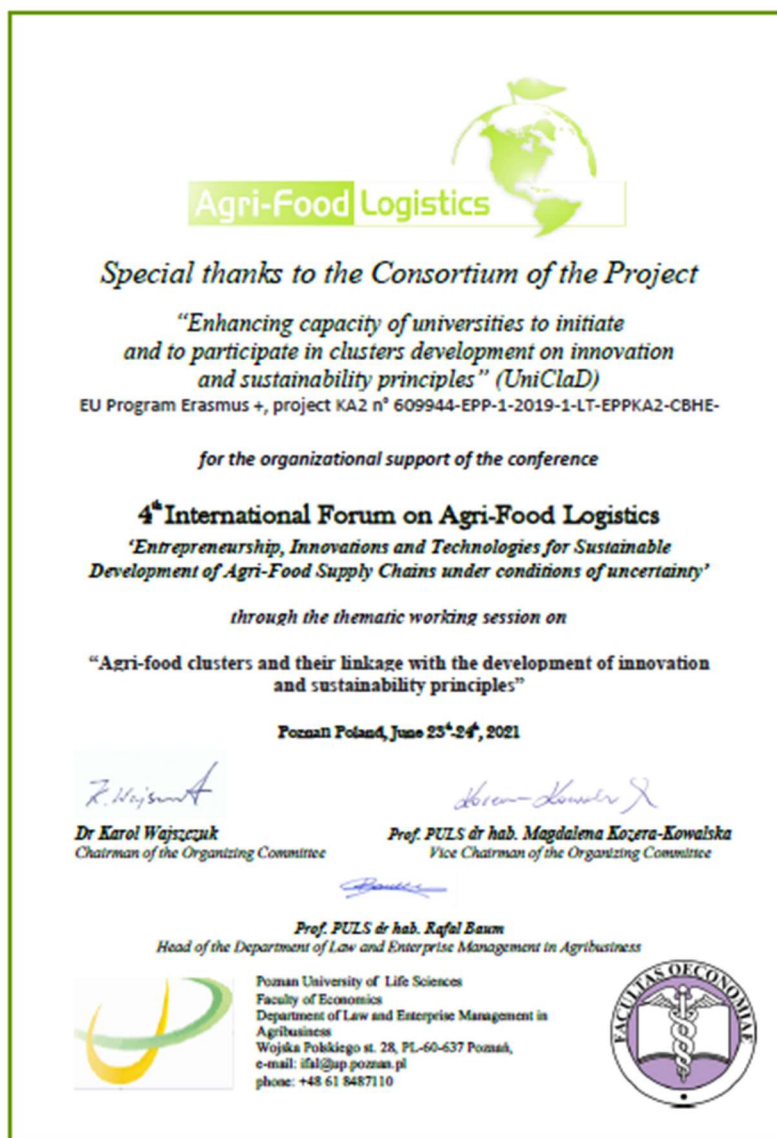 Agri-Food Logistics
Special thanks to the Consortium of the Project
“Enhancing capacity of universities to initiate
and to participate in clusters development on innovation
and sustainability principles” (UniClaD)
EU Program Erasmus +, project KA2 n° 609944-EPP-1-2019-1-LT-EPPKA2-CBHE-
for the organizational support of the conference
4th International Forum on Agri-Food Logistics
‘Entrepreneurship, Innovations and Technologies for Sustainable
Development of Agri-Food Supply Chains under conditions of uncertainty’
through the thematic working session on
“Agri-food clusters and their linkage with the development of innovation
and sustainability principles”
Poznań Poland, June 23th-24th, 2021
Dr Karol Wajszczuk
Chairman of the Organizing Committee
Prof. PULS dr hab. Magdalena Kozera-Kowalska
Vice Chairman of the Organizing Committee
Prof. PULS dr hab. Rafał Baum
Head of the Department of Law and Enterprise Management in Agribusiness
Poznan University of Life Sciences
Faculty of Economics
Department of Law and Enterprise Management in
Agribusiness
Wojska Polskiego st. 28, PL-60-637 Poznań,
e-mail: ifal@up.poznan.pl
phone: +48 61 8487110
FACULTAS OECONOMIAE